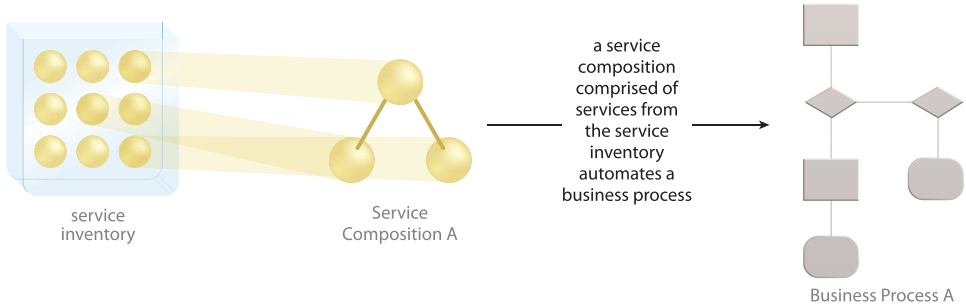 service
inventory
Service
Composition A
a service
composition
comprised of
services from
the service
inventory
automates a
business process
Business Process A